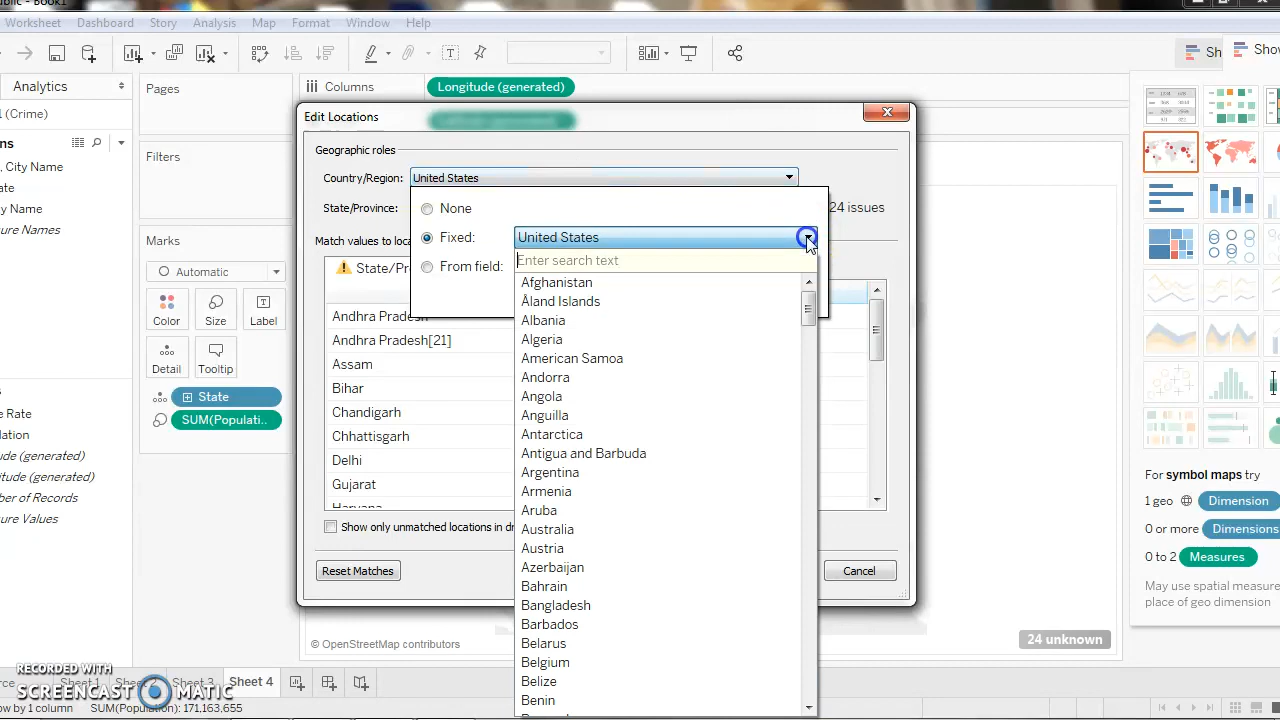 ublic - Book1
Worksheet Dashboard Story Analysis Map Format Window Help
Sh
Show
Analytics
Pages
Columns
Longitude (generated)
(Crime)
ns
, City Name
ate
y Name
ure Names
Filters
Marks
Automatic
Color Size Label
Detail Tooltip
State
SUM(Populati..
e Rate
lation
ude (generated)
itude (generated)
ber of Records
ure Values
Edit Locations
Geographic roles
Country/Region: United States
State/Province:
24 issues
Match values to loca
None
Fixed: United States
From field:
Enter search text
State/Pr
Andhra Pradesh
Andhra Pradesh[21]
Assam
Bihar
Chandigarh
Chhattisgarh
Delhi
Gujarat
Haryana
Afghanistan
Åland Islands
Albania
Algeria
American Samoa
Andorra
Angola
Anguilla
Antarctica
Antigua and Barbuda
Argentina
Armenia
Aruba
Australia
Austria
Azerbaijan
Bahrain
Bangladesh
Barbados
Belarus
Belgium
Belize
Benin
Show only unmatched locations in dr
Reset Matches
Cancel
For symbol maps try
1 geo Dimension
0 or more Dimensions
0 to 2 Measures
May use spatial measure
place of geo dimension
© OpenStreetMap contributors
24 unknown
RECORDED WITH
SCREENCAST MATIC
rce Sheet 1 Sheet 2 Sheet 3 Sheet 4
ow by 1 column SUM(Population): 171,163,655